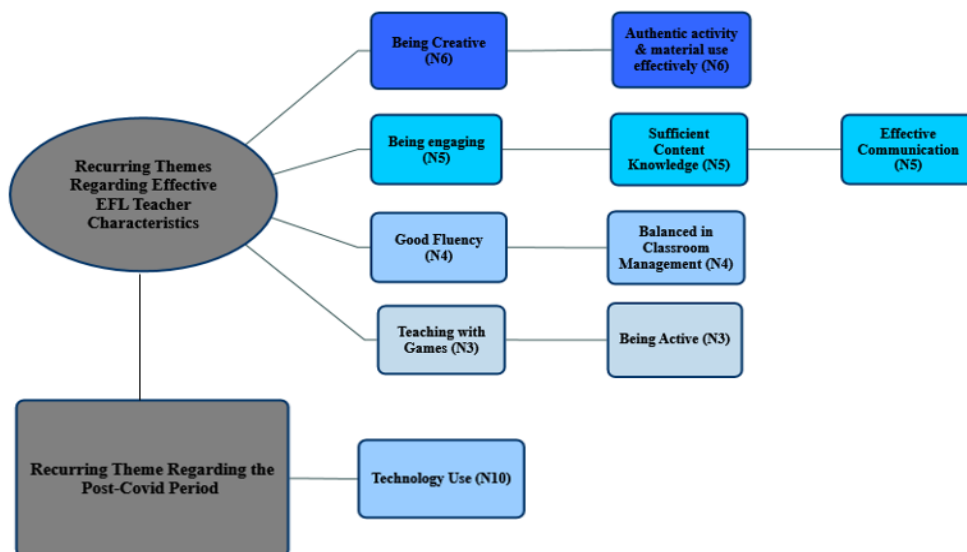 Being Creative
(N6)
Authentic activity
& material use
effectively (N6)
Recurring Themes
Regarding Effective
EFL Teacher
Characteristics
Being engaging
(N5)
Sufficient
Content
Knowledge (N5)
Effective
Communication
(N5)
Good Fluency
(N4)
Balanced in
Classroom
Management (N4)
Teaching with
Games (N3)
Being Active (N3)
Recurring Theme Regarding the
Post-Covid Period
Technology Use (N10)